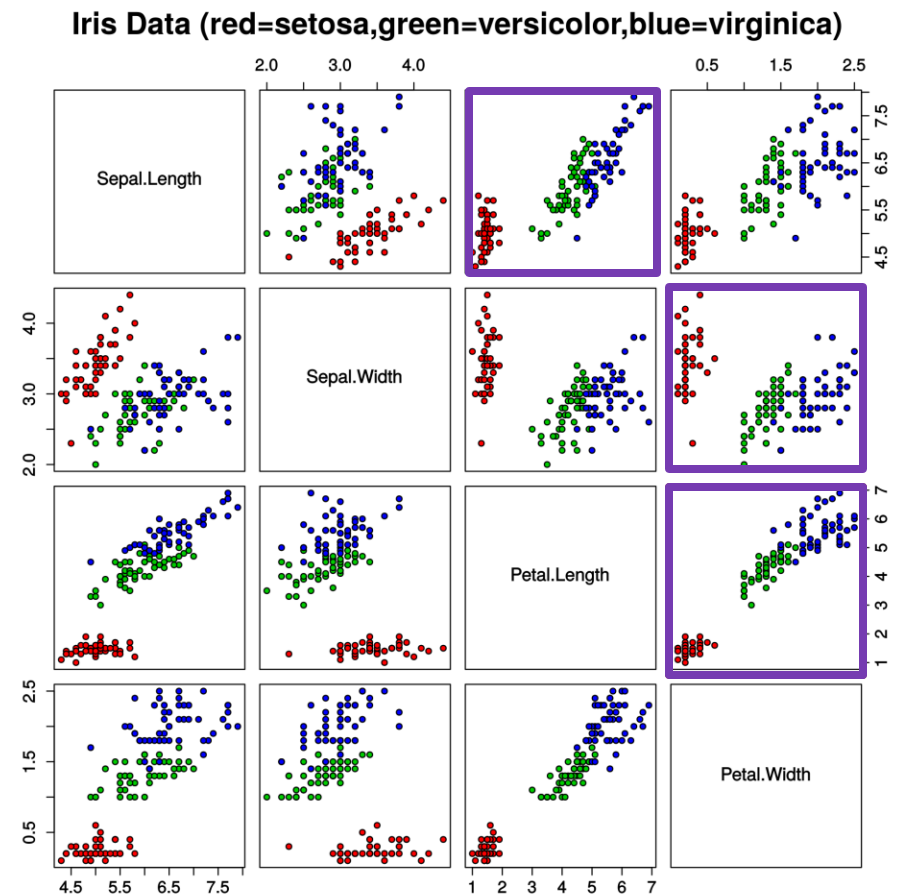 Iris Data (red=setosa,green=versicolor,blue=virginica)
2.0 3.0 4.0 0.5 1.5 2.5
Sepal.Length
4.5 5.5 6.5 7.5
2.0 3.0 4.0
Sepal.Width
Petal.Length
1 2 3 4 5 6 7
0.5 1.5 2.5
Petal.Width
4.5 5.5 6.5 7.5 1 2 3 4 5 6 7